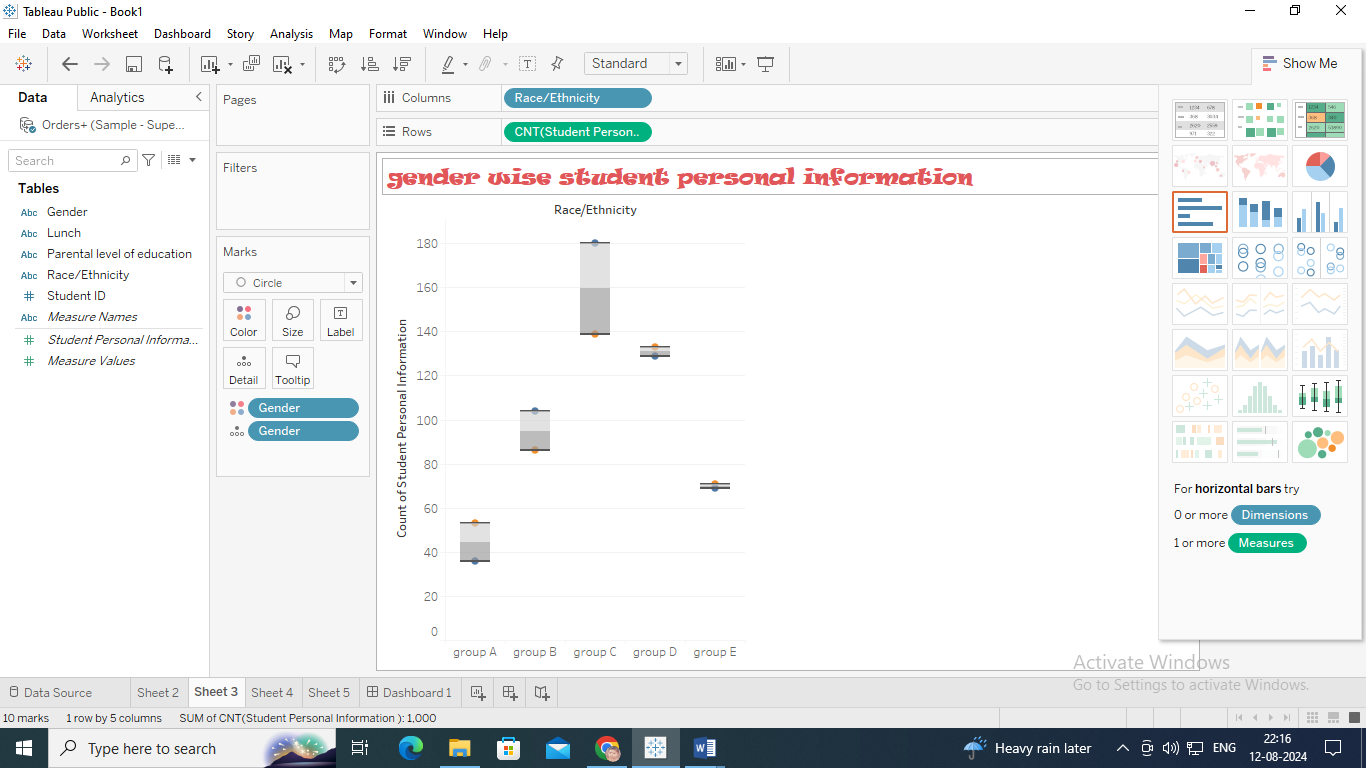 Tableau Public - Book1
File Data Worksheet Dashboard Story Analysis Map Format Window Help
Standard
Show Me
Data Analytics
Orders+ (Sample - Supe...
Search
Tables
Abc Gender
Abc Lunch
Abc Parental level of education
Abc Race/Ethnicity
# Student ID
Abc Measure Names
# Student Personal Informa...
# Measure Values
Pages
Filters
Marks
Circle
Color Size Label
Detail Tooltip
Gender
Gender
Columns Race/Ethnicity
Rows CNT(Student Person..
gender wise student personal information
Race/Ethnicity
Count of Student Personal Information
180
160
140
120
100
80
60
40
20
0
group A group B group C group D group E
For horizontal bars try
0 or more Dimensions
1 or more Measures
Activate Windows
Go to Settings to activate Windows.
Data Source Sheet 2 Sheet 3 Sheet 4 Sheet 5 Dashboard 1
10 marks 1 row by 5 columns SUM of CNT(Student Personal Information ): 1,000
Type here to search
Heavy rain later
ENG
22:16
12-08-2024